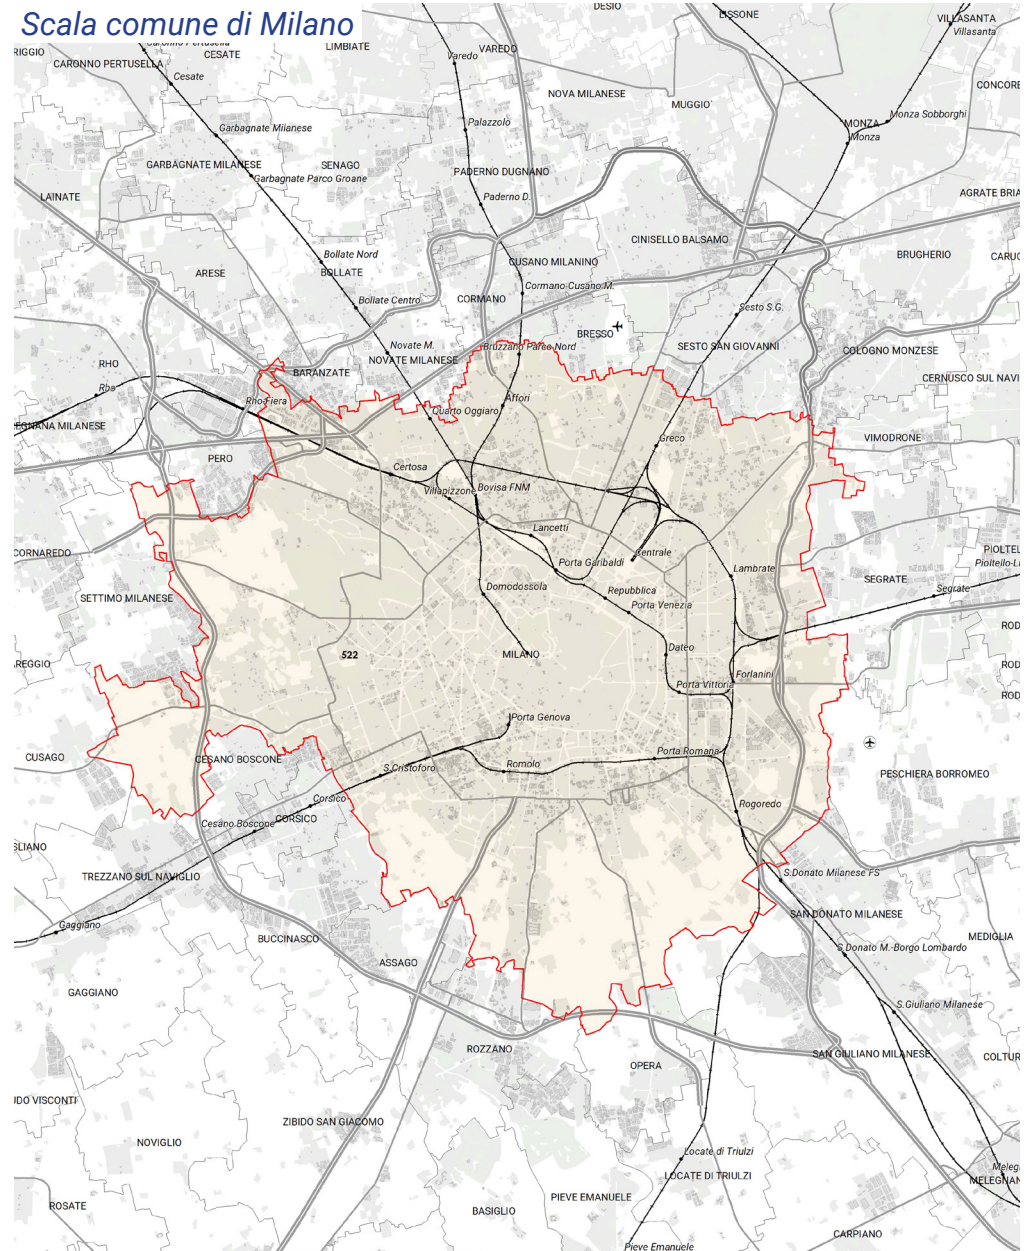 Scala comune di Milano
DESIO
LISSONE
VILLASANTA
Villasanta
RIGGIO
Caronno Pertusella
CESATE
LIMBIATE
VAREDO
Varedo
CARONNO PERTUSELLA
Cesate
NOVA MILANESE
MUGGIO'
CONCORE
Monza Sobborghi
MONZA
Monza
Garbagnate Milanese
Palazzolo
GARBAGNATE MILANESE
SENAGO
PADERNO DUGNANO
Garbagnate Parco Groane
LAINATE
Paderno D.
AGRATE BRIA
CINISELLO BALSAMO
Bollate Nord
BRUGHERIO
CARUG
CUSANO MILANINO
ARESE
BOLLATE
Cormano-Cusano M.
Bollate Centro
CORMANO
Sesto S.G.
BRESSO
Novate M.
Bruzzano Parco Nord
SESTO SAN GIOVANNI
COLOGNO MONZESE
NOVATE MILANESE
RHO
BARANZATE
CERNUSCO SUL NAVI
Rho
Rho Fiera
Affori
Quarto Oggiaro
EGNANA MILANESE
Greco
VIMODRONE
PERO
Certosa
Villapizzone
Bovisa FNM
Lancetti
CORNAREDO
Centrale
PIOLTEL
Porta Garibaldi
Pioltello-Li
Lambrate
SEGRATE
Domodossola
Repubblica
Segrate
SETTIMO MILANESE
Porta Venezia
ROD
522
MILANO
Dateo
AREGGIO
ROD
Forlanini
Porta Vittoria
ROD
Porta Genova
CUSAGO
CESANO BOSCONE
Porta Romana
S.Cristoforo
Romolo
PESCHIERA BORROMEO
Corsico
Rogoredo
Cesano Boscone
CORSICO
GLIANO
TREZZANO SUL NAVIGLIO
S.Donato Milanese FS
SAN DONATO MILANESE
Gaggiano
BUCCINASCO
MEDIGLIA
S.Donato M.-Borgo Lombardo
ASSAGO
GAGGIANO
S.Giuliano Milanese
ROZZANO
SAN GIULIANO MILANESE
COLTUR
OPERA
DO VISCONTI
ZIBIDO SAN GIACOMO
NOVIGLIO
Locate di Triulzi
LOCATE DI TRIULZI
Meleg
MELEGNAN
PIEVE EMANUELE
ROSATE
BASIGLIO
CARPIANO
Pieve Emanuele